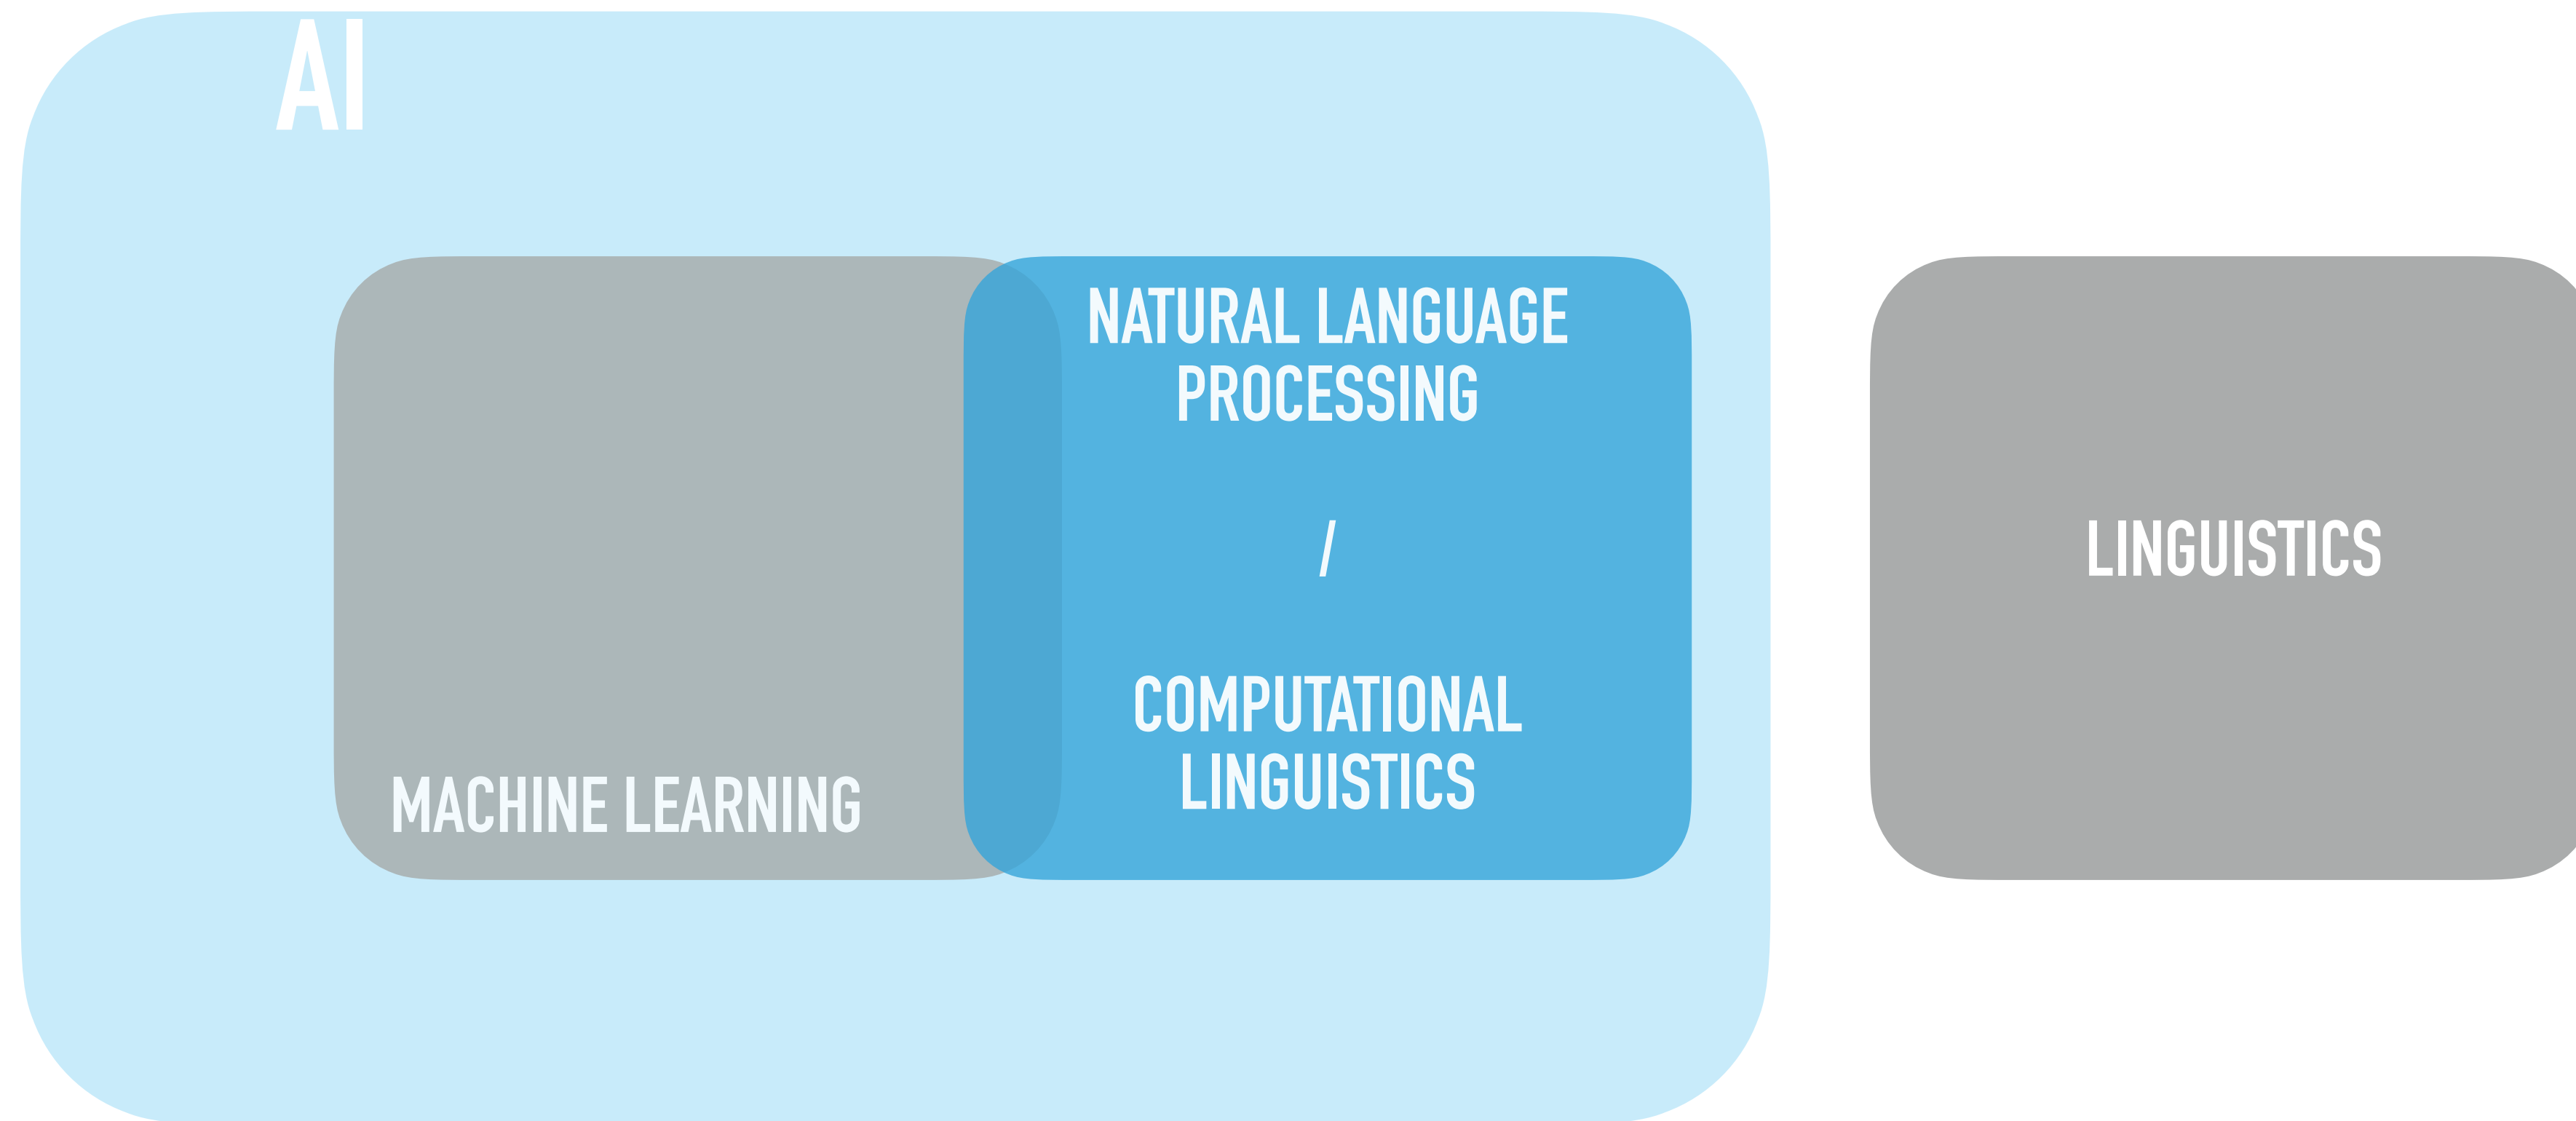 AI
NATURAL LANGUAGE
PROCESSING
/
COMPUTATIONAL
LINGUISTICS
MACHINE LEARNING
LINGUISTICS